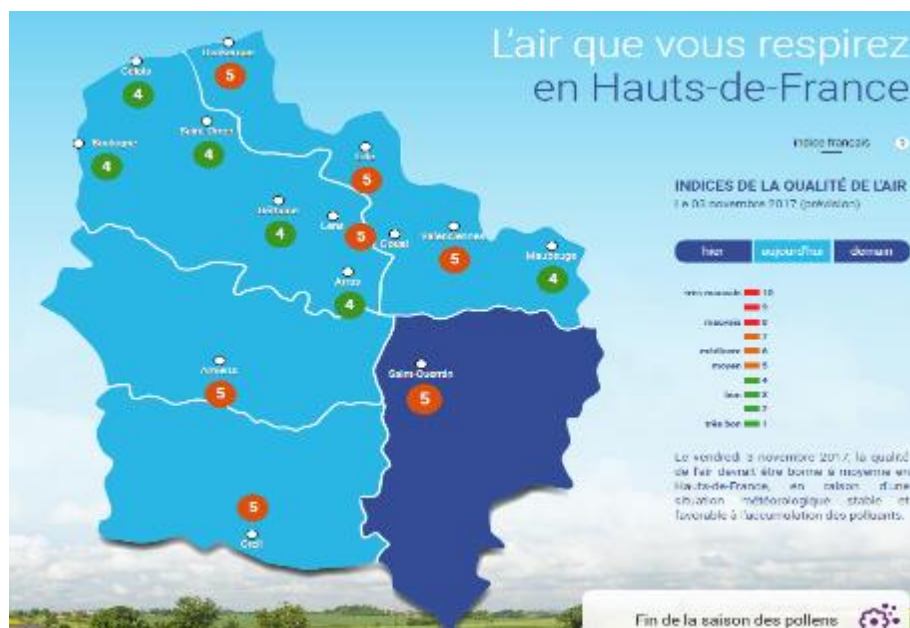 L'air que vous respirez
en Hauts-de-France
indice français
INDICES DE LA QUALITÉ DE L'AIR
Le 03 novembre 2017 (prévision)
hier
aujourd'hui
demain
très mauvais 10
9
mauvais 8
7
médiocre 6
moyen 5
4
bon 3
2
très bon 1
Le vendredi 3 novembre 2017, la qualité
de l'air devrait être bonne à moyenne en
Hauts-de-France, en raison d'une
situation météorologique stable et
favorable à l'accumulation des polluants.
Fin de la saison des pollens
Dunkerque
5
Calais
4
Saint-Omer
4
Boulogne
4
Lille
5
Béthune
4
Lens
5
Douai
Valenciennes
5
Maubeuge
4
Arras
4
Amiens
5
Saint-Quentin
5
5
Creil